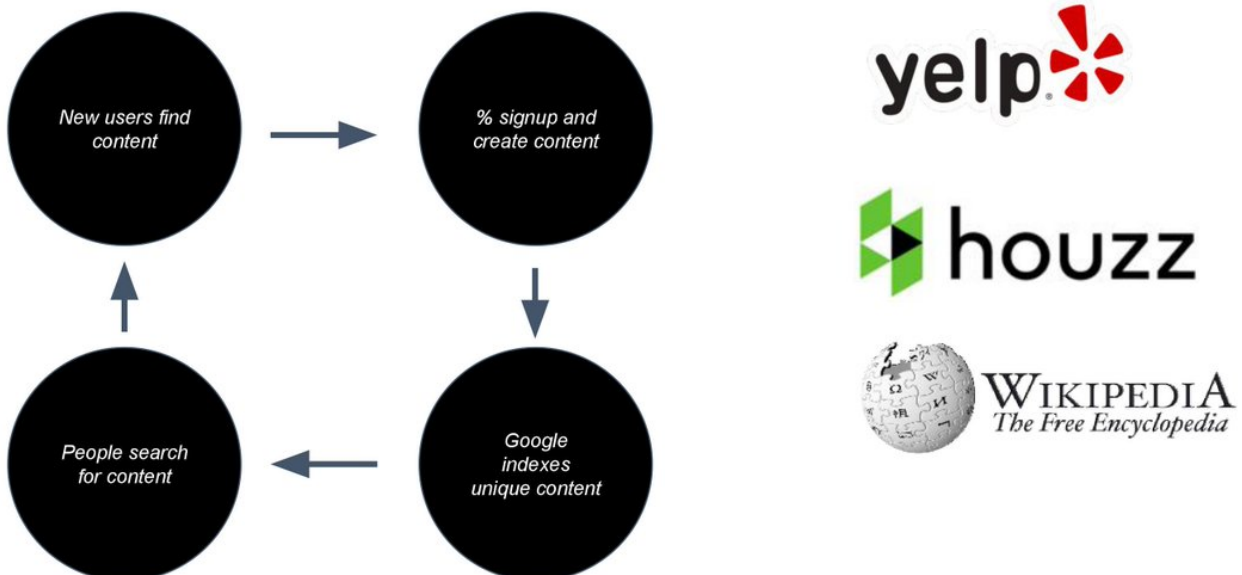 New users find
content
% signup and
create content
Google
indexes
unique content
People search
for content
yelp
houzz
WIKIPEDIA
The Free Encyclopedia